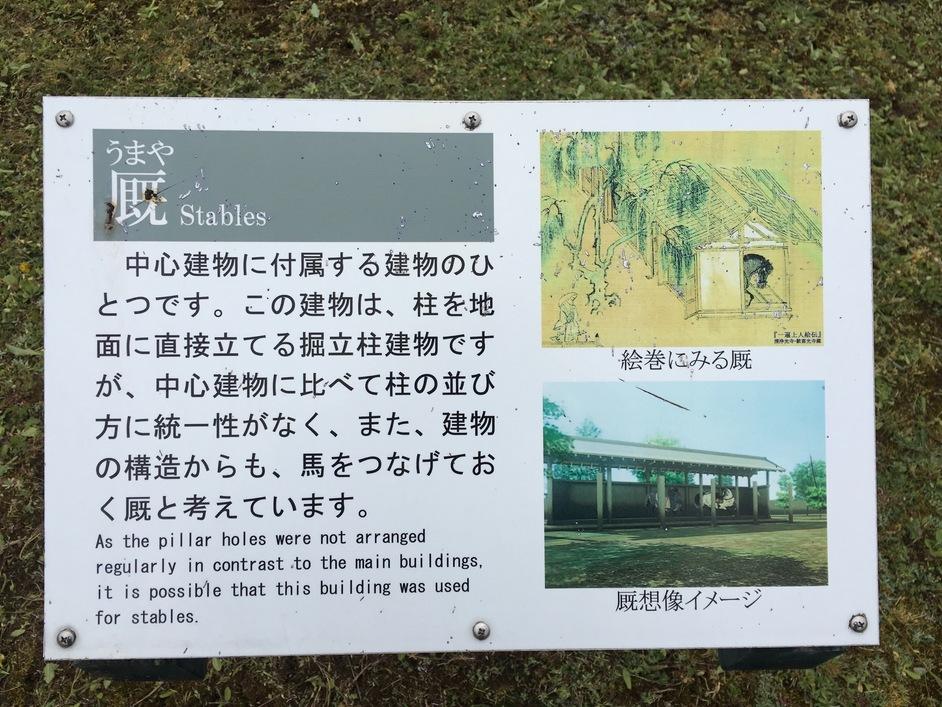 うまや
厩 Stables
中心建物に付属する建物のひ
とつです。この建物は、柱を地
面に直接立てる掘立柱建物です
が、中心建物に比べて柱の並び
方に統一性がなく、また、建物
の構造からも、馬をつなげてお
く厩と考えています。
As the pillar holes were not arranged
regularly in contrast to the main buildings,
it is possible that this building was used
for stables.
『一遍上人絵伝』
絵巻にみる厩
厩想像イメージ